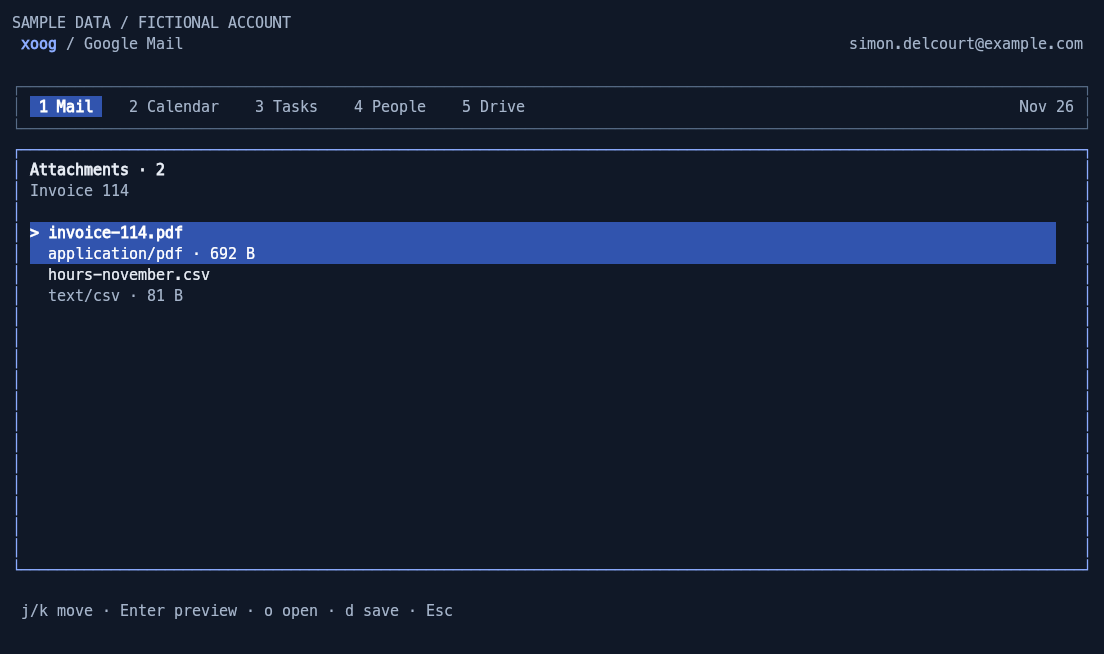 SAMPLE DATA / FICTIONAL ACCOUNT
xoog / Google Mail simon.delcourt@example.com
1 Mail 2 Calendar 3 Tasks 4 People 5 Drive Nov 26
Attachments · 2
Invoice 114
> invoice-114.pdf
application/pdf · 692 B
hours-november.csv
text/csv · 81 B
j/k move · Enter preview · o open · d save · Esc